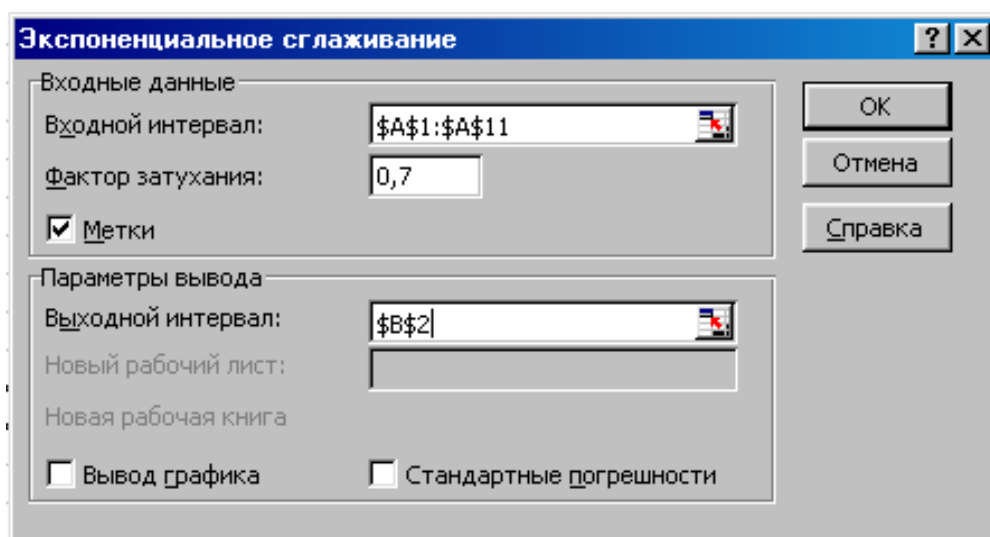 Экспоненциальное сглаживание
Входные данные
Входной интервал: $A$1:$A$11
Фактор затухания: 0,7
Метки
OK
Отмена
Справка
Параметры вывода
Выходной интервал: $B$2
Новый рабочий лист:
Новая рабочая книга
Вывод графика Стандартные погрешности